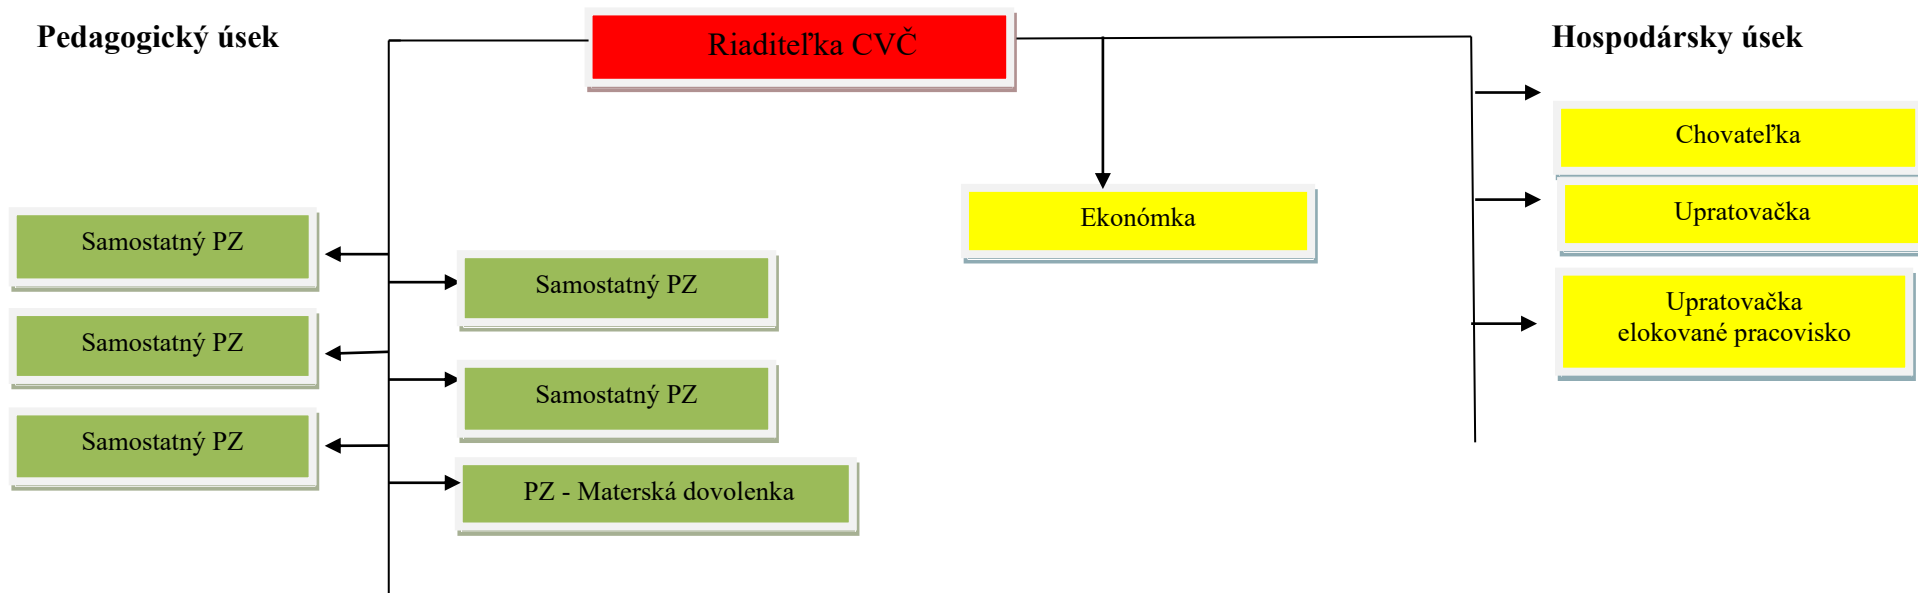 Pedagogický úsek
Riaditeľka CVČ
Hospodársky úsek
Chovateľka
Ekonómka
Upratovačka
Samostatný PZ
Samostatný PZ
Upratovačka
elokované pracovisko
Samostatný PZ
Samostatný PZ
Samostatný PZ
PZ - Materská dovolenka